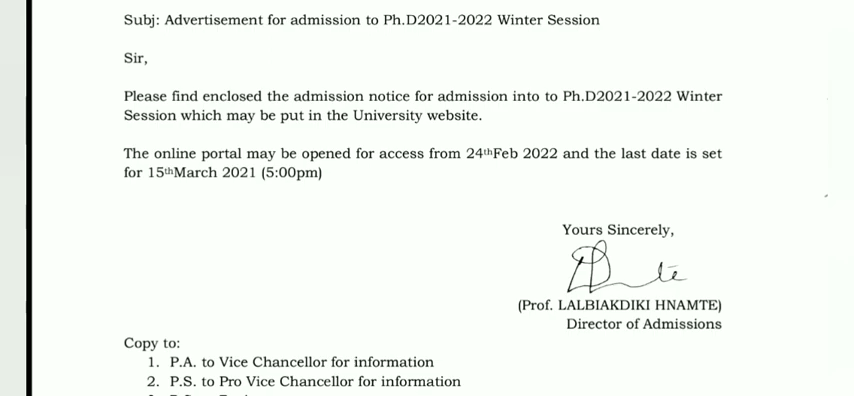 Subj: Advertisement for admission to Ph.D2021-2022 Winter Session
Sir,
Please find enclosed the admission notice for admission into to Ph.D2021-2022 Winter
Session which may be put in the University website.
The online portal may be opened for access from 24thFeb 2022 and the last date is set
for 15thMarch 2021 (5:00pm)
Yours Sincerely,
(Prof. LALBIAKDIKI HNAMTE)
Director of Admissions
Copy to:
1. P.A. to Vice Chancellor for information
2. P.S. to Pro Vice Chancellor for information